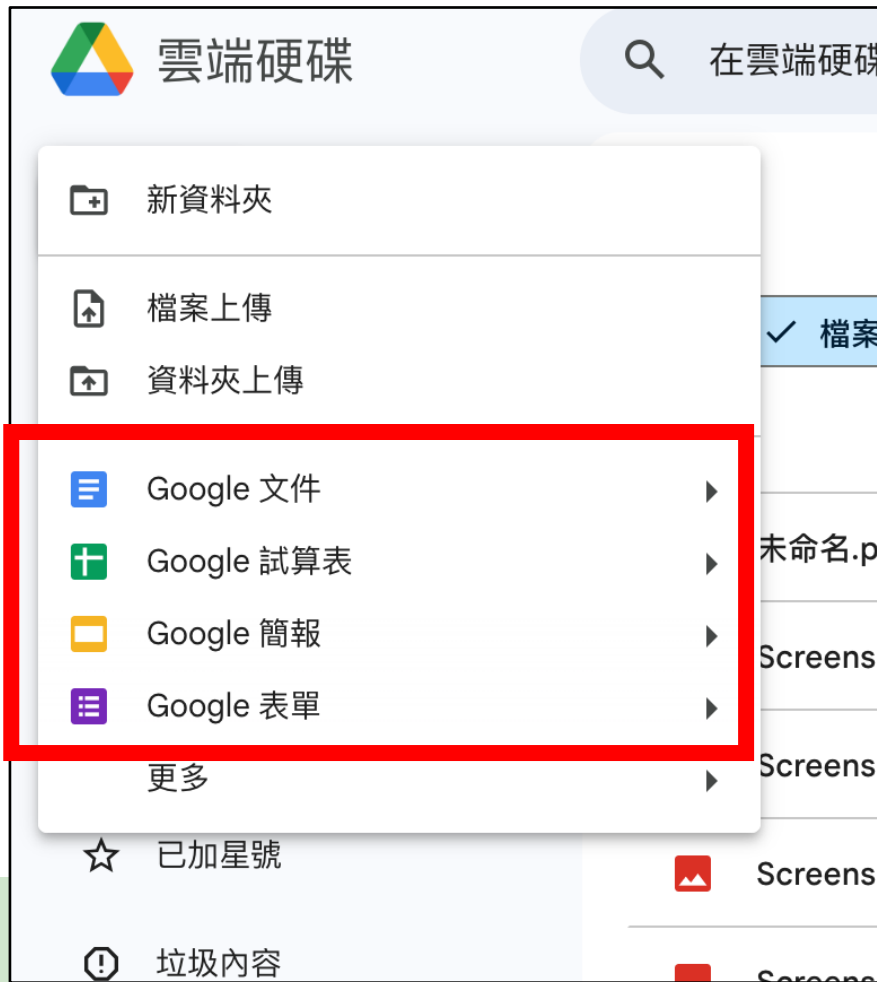 雲端硬碟
在雲端硬碟
新資料夾
檔案上傳
資料夾上傳
✓ 檔案
Google 文件
Google 試算表
未命名.p
Google 簡報
Screens
Google 表單
Screens
更多
已加星號
Screens
垃圾內容
Screens